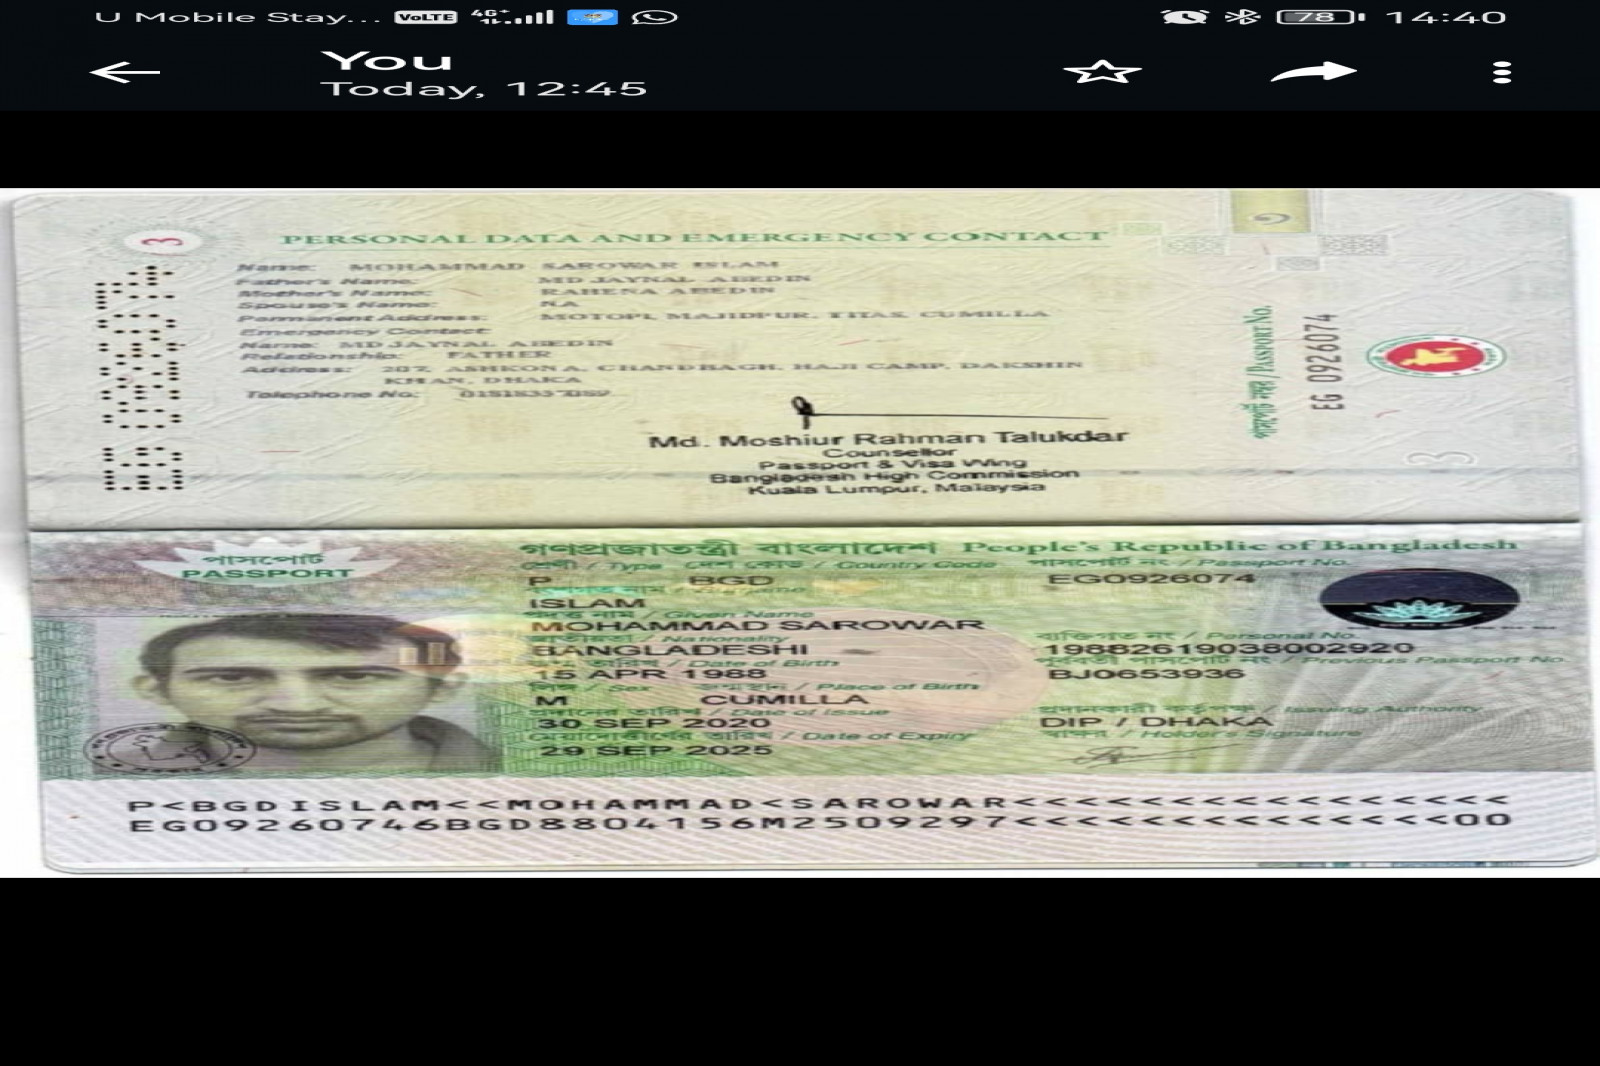 U Mobile Stay... VoLTE 4G+ 78 14:40
You
Today, 12:45
3
PERSONAL DATA AND EMERGENCY CONTACT
Name: MOHAMMAD SAROWAR ISLAM
Father's Name: MD JAYNAL ABEDIN
Mother's Name: RAHENA ABEDIN
Spouse's Name: NA
Permanent Address: MOTOPI, MAJIDPUR, TITAS, CUMILLA
Emergency Contact:
Name: MD JAYNAL ABEDIN
Relationship: FATHER
Address: 207, ASHKONA, CHANDBAGH, HAJI CAMP, DAKSHIN
KHAN, DHAKA
Telephone No:
Md. Moshiur Rahman Talukdar
Counsellor
Passport & Visa Wing
Bangladesh High Commission
Kuala Lumpur, Malaysia
পাসপোর্ট নম্বর / PASSPORT No.
EG 0926074
3
পাসপোর্ট
PASSPORT
গণপ্রজাতন্ত্রী বাংলাদেশ People's Republic of Bangladesh
শ্রেণী / Type দেশ কোড / Country Code পাসপোর্ট নং / Passport No.
P BGD EG0926074
ISLAM
প্রদত্ত নাম / Given Name
MOHAMMAD SAROWAR
জাতীয়তা / Nationality ব্যক্তিগত নং / Personal No.
BANGLADESHI 19882619038002920
জন্ম তারিখ / Date of Birth পূর্ববর্তী পাসপোর্ট নং / Previous Passport No.
15 APR 1988 BJ0653936
লিঙ্গ / Sex জন্মস্থান / Place of Birth
M CUMILLA
প্রদানের তারিখ / Date of Issue প্রদানকারী কর্তৃপক্ষ / Issuing Authority
30 SEP 2020 DIP / DHAKA
মেয়াদোত্তীর্ণের তারিখ / Date of Expiry স্বাক্ষর / Holder's Signature
29 SEP 2025
P<BGDISLAM<<MOHAMMAD<SAROWAR<<<<<<<<<<<<<<<<
EG09260746BGD8804156M2509297<<<<<<<<<<<<<<00